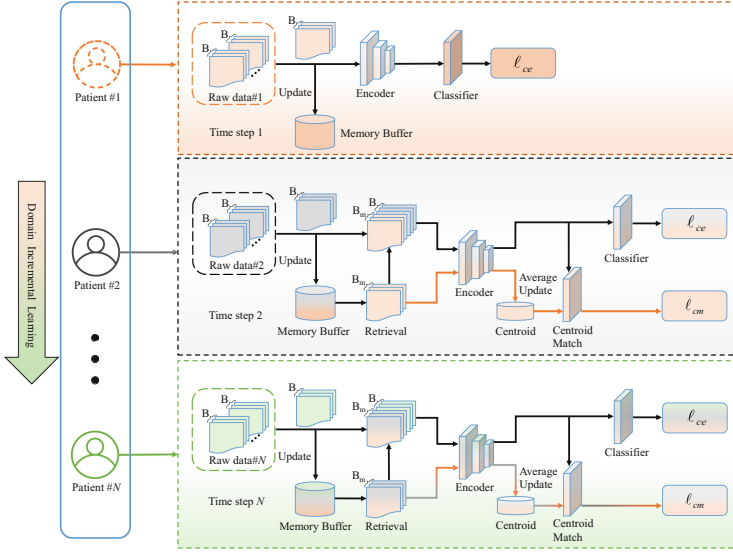 Patient #1
Raw data#1
Update
Encoder
Classifier
ℓce
Time step 1
Memory Buffer
Domain Incremental Learning
Patient #2
Raw data#2
Update
Bm
Bm
Encoder
Average
Update
Classifier
ℓce
Time step 2
Memory Buffer
Retrieval
Centroid
Centroid
Match
ℓcm
Patient #N
Raw data#N
Update
Bm
Bm
Encoder
Average
Update
Classifier
ℓce
Time step N
Memory Buffer
Retrieval
Centroid
Centroid
Match
ℓcm